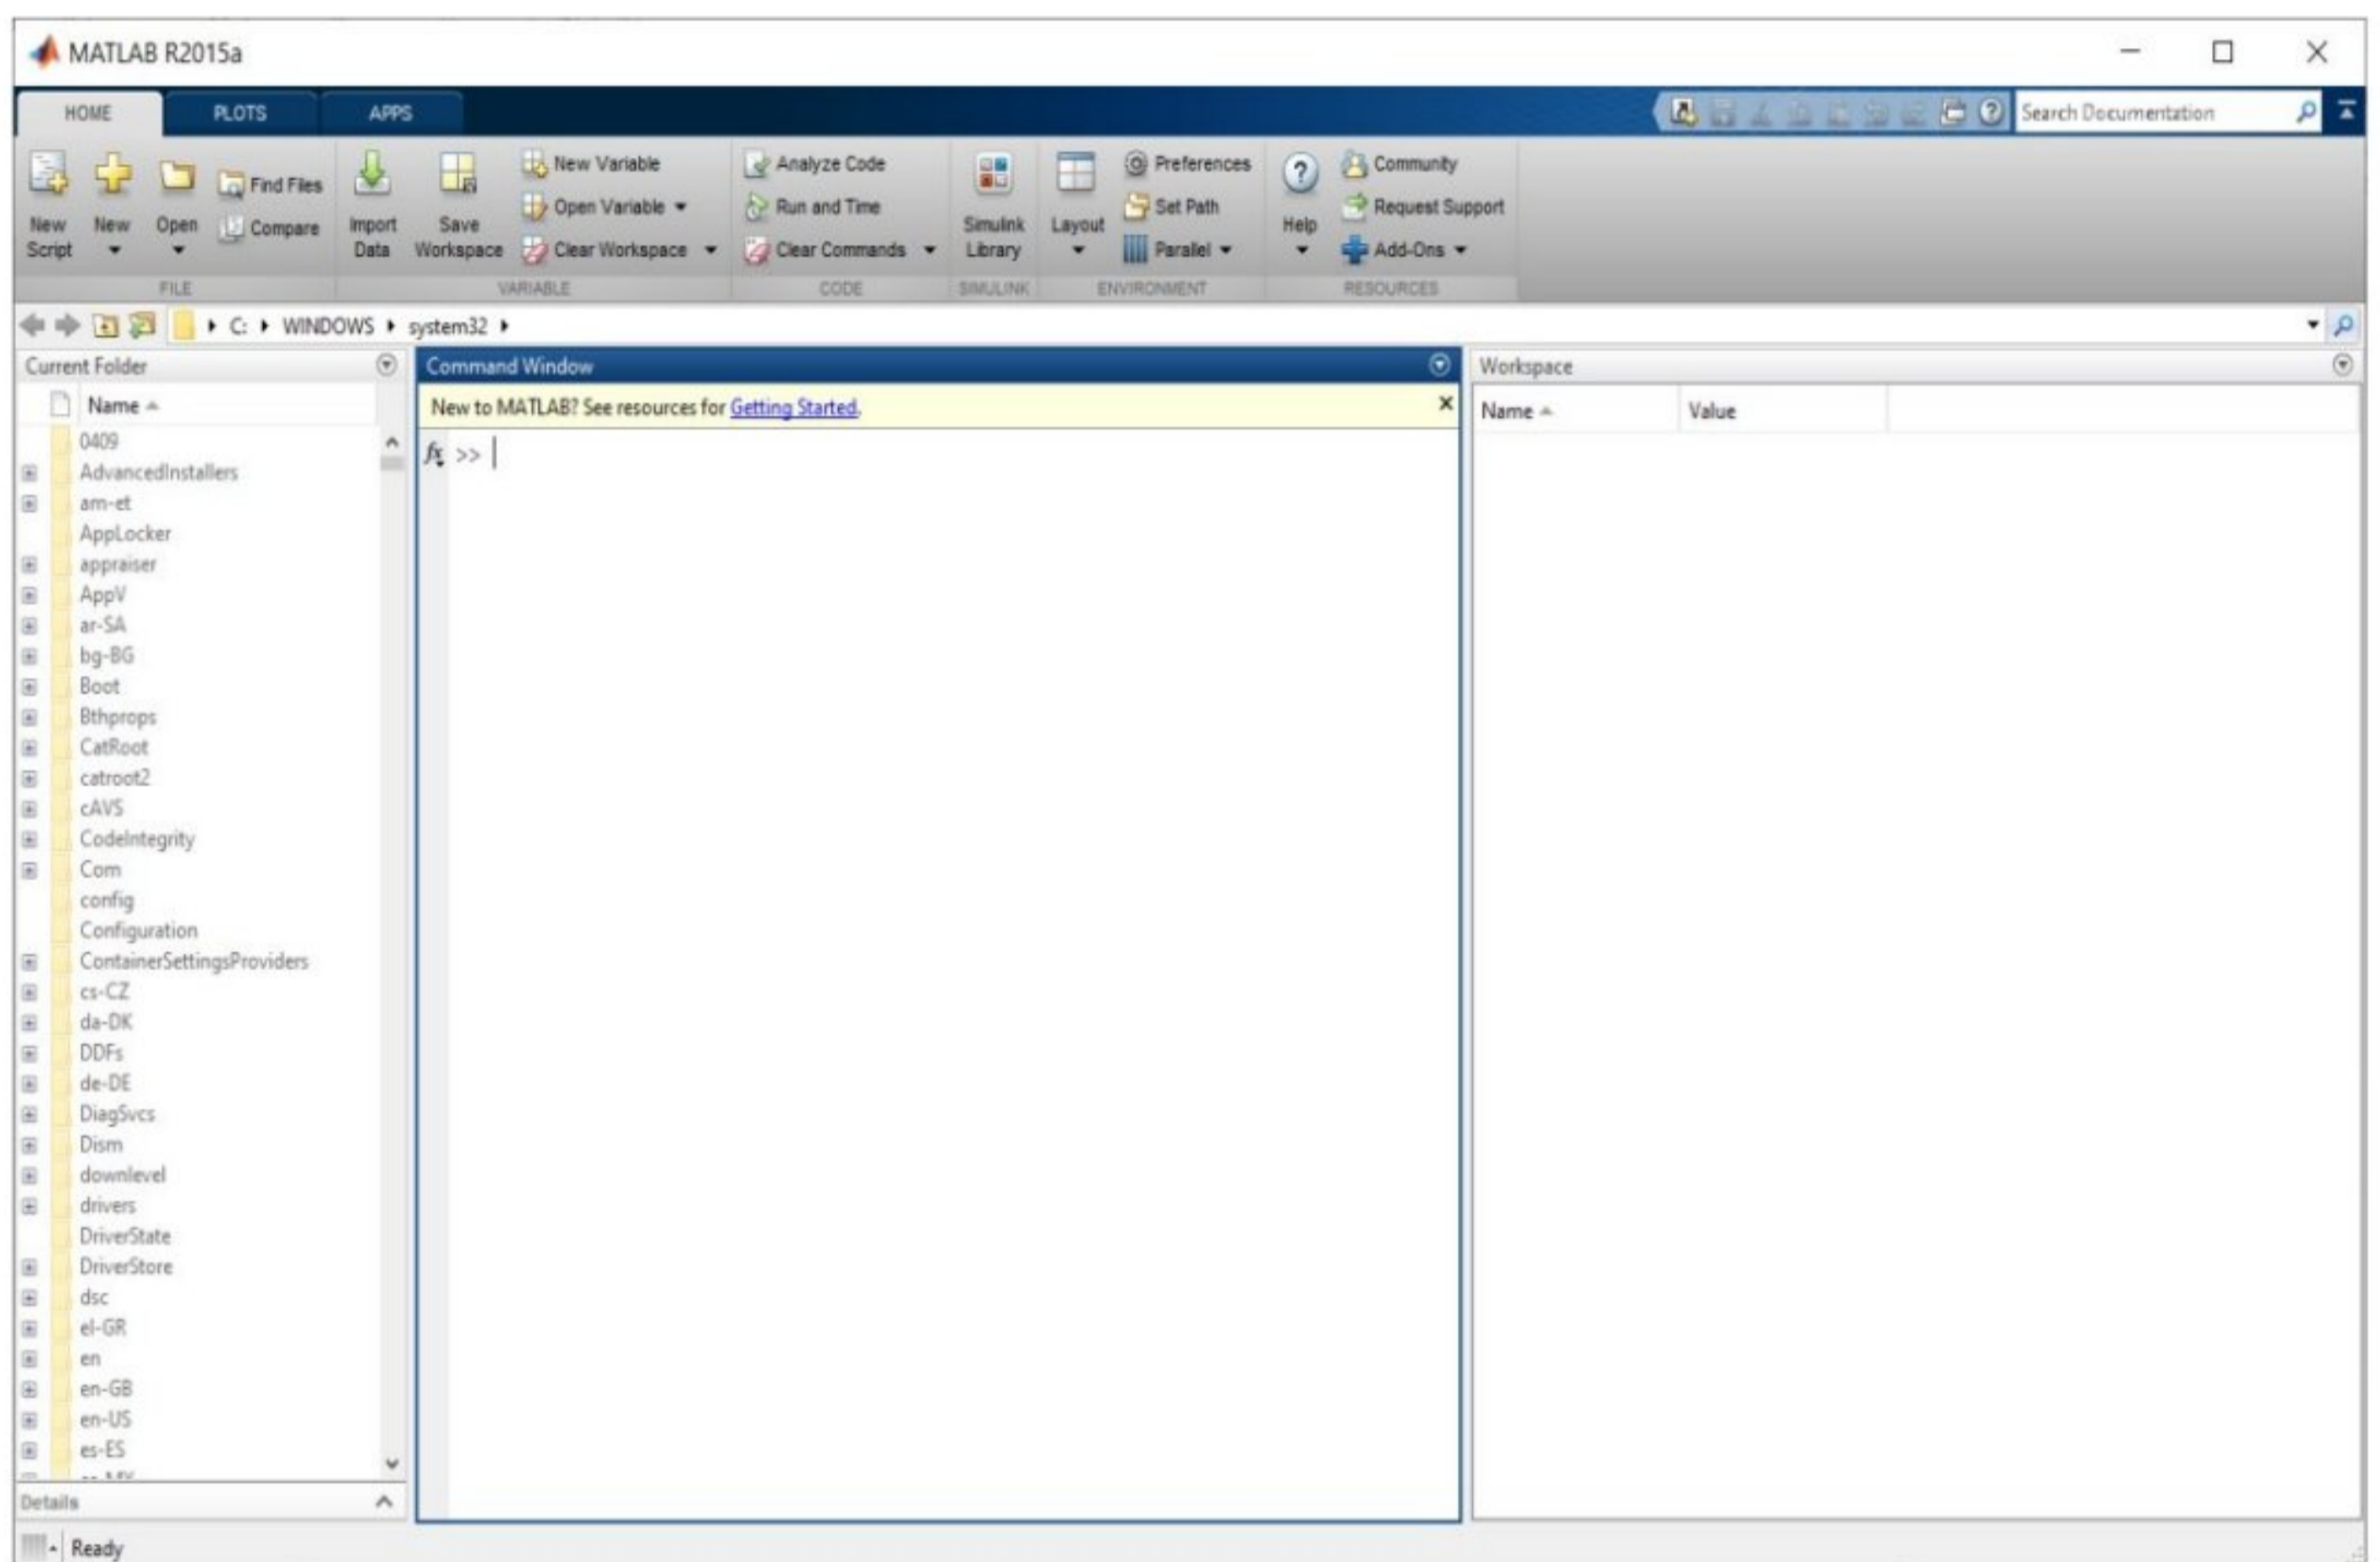 MATLAB R2015a
HOME PLOTS APPS Search Documentation
New Script New Open Find Files Compare Import Data Save Workspace New Variable Open Variable Clear Workspace Analyze Code Run and Time Clear Commands Simulink Library Layout Preferences Set Path Parallel Help Community Request Support Add-Ons
FILE VARIABLE CODE SIMULINK ENVIRONMENT RESOURCES
C: WINDOWS system32
Current Folder
Name
0409
AdvancedInstallers
am-et
AppLocker
appraiser
AppV
ar-SA
bg-BG
Boot
Bthprops
CatRoot
catroot2
cAVS
CodeIntegrity
Com
config
Configuration
ContainerSettingsProviders
cs-CZ
da-DK
DDFs
de-DE
DiagSvcs
Dism
downlevel
drivers
DriverState
DriverStore
dsc
el-GR
en
en-GB
en-US
es-ES
Details
Command Window
New to MATLAB? See resources for Getting Started.
fx >>
Workspace
Name Value
Ready